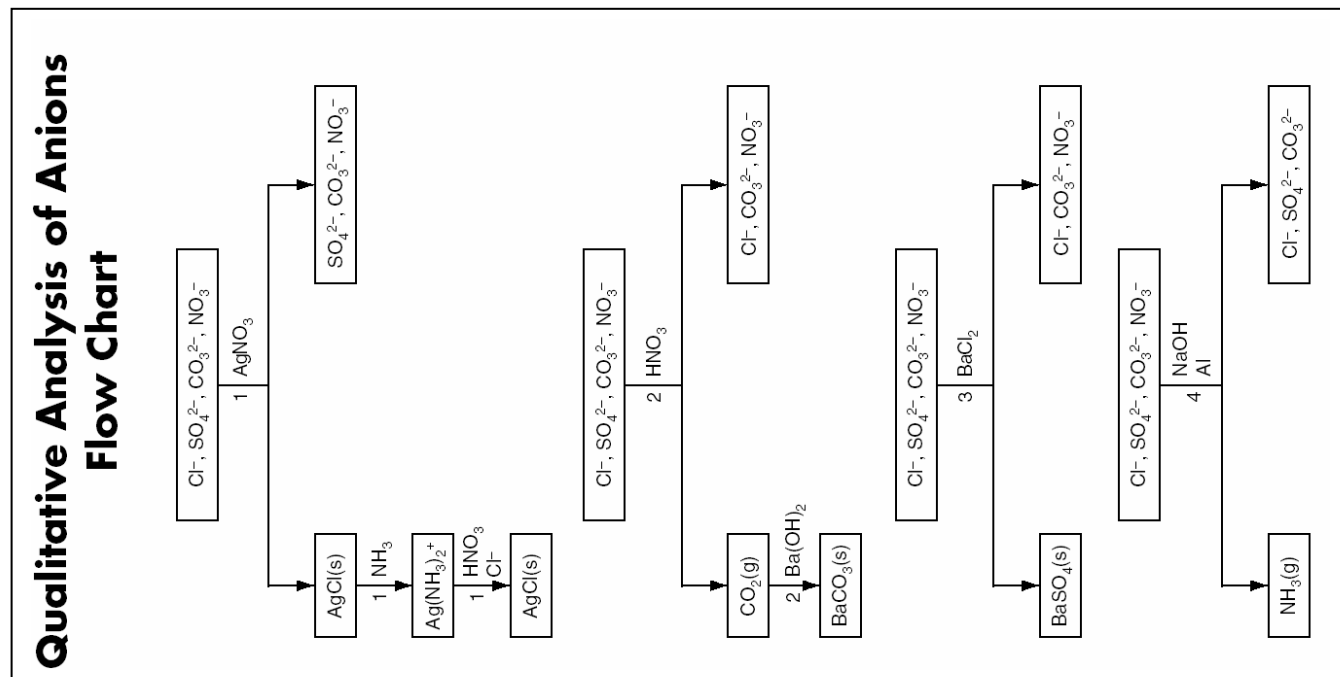 Qualitative Analysis of Anions
Flow Chart
Cl⁻, SO₄²⁻, CO₃²⁻, NO₃⁻
1 AgNO₃
AgCl(s)
SO₄²⁻, CO₃²⁻, NO₃⁻
1 NH₃
Ag(NH₃)₂⁺
1 HNO₃
Cl⁻
AgCl(s)
Cl⁻, SO₄²⁻, CO₃²⁻, NO₃⁻
2 HNO₃
CO₂(g)
Cl⁻, CO₃²⁻, NO₃⁻
2 Ba(OH)₂
BaCO₃(s)
Cl⁻, SO₄²⁻, CO₃²⁻, NO₃⁻
3 BaCl₂
BaSO₄(s)
Cl⁻, CO₃²⁻, NO₃⁻
Cl⁻, SO₄²⁻, CO₃²⁻, NO₃⁻
4 NaOH
Al
NH₃(g)
Cl⁻, SO₄²⁻, CO₃²⁻